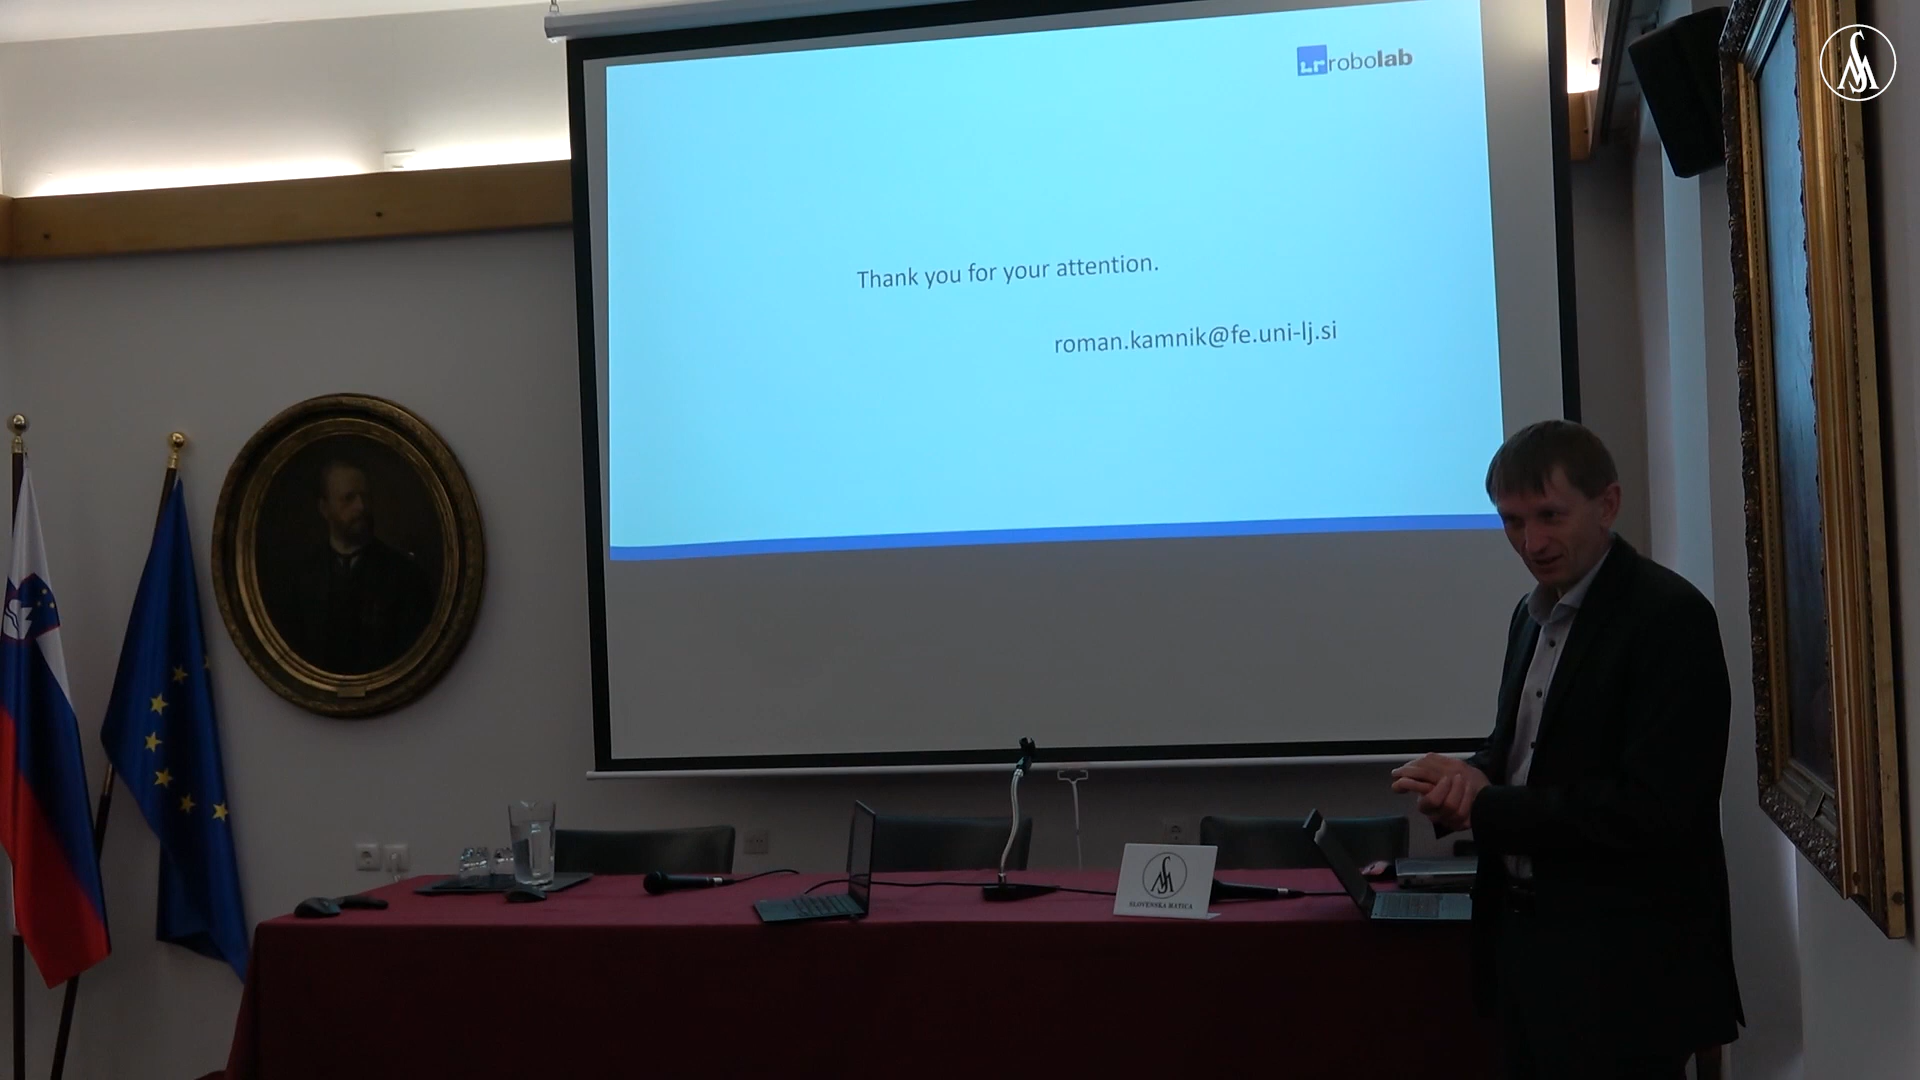 robolab
Thank you for your attention.
roman.kamnik@fe.uni-lj.si
SLOVENSKA MATICA